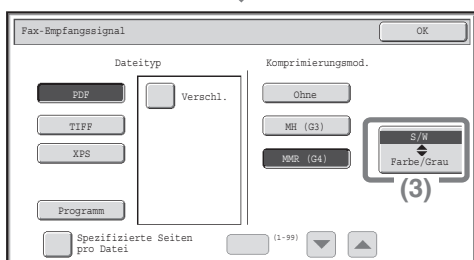 Fax-Empfangssignal
OK
Dateityp
Komprimierungsmod.
PDF
Verschl.
Ohne
TIFF
MH (G3)
S/W
Farbe/Grau
XPS
MMR (G4)
(3)
Programm
Spezifizierte Seiten
pro Datei
(1-99)